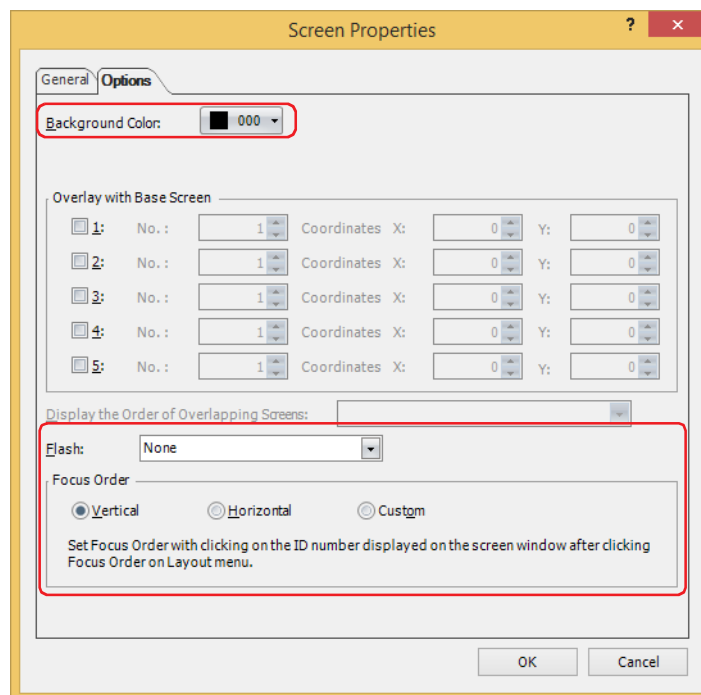 Screen Properties
? ×
General Options
Background Color: 000
Overlay with Base Screen
1: No. : 1 Coordinates X: 0 Y: 0
2: No. : 1 Coordinates X: 0 Y: 0
3: No. : 1 Coordinates X: 0 Y: 0
4: No. : 1 Coordinates X: 0 Y: 0
5: No. : 1 Coordinates X: 0 Y: 0
Display the Order of Overlapping Screens:
Flash: None
Focus Order
Vertical Horizontal Custom
Set Focus Order with clicking on the ID number displayed on the screen window after clicking
Focus Order on Layout menu.
OK Cancel